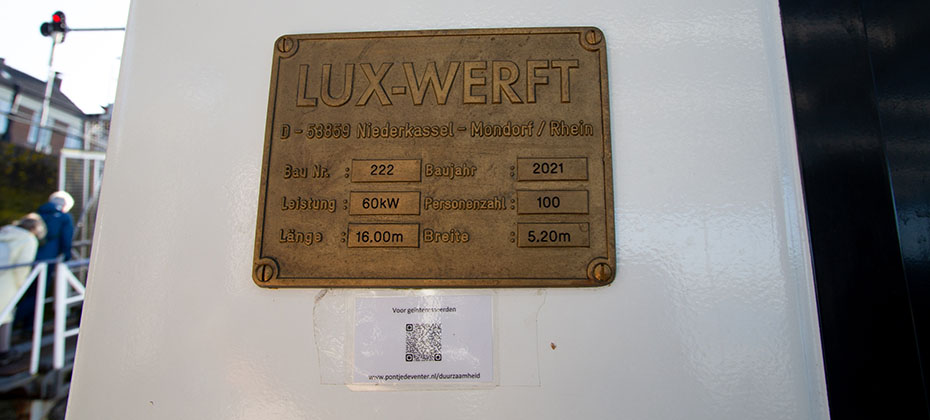 LUX-WERFT
D - 53859 Niederkassel - Mondorf / Rhein
Bau Nr. : 222 Baujahr : 2021
Leistung : 60kW Personenzahl : 100
Länge : 16.00m Breite : 5.20m
Voor geïnteresseerden
www.pontjedeventer.nl/duurzaamheid